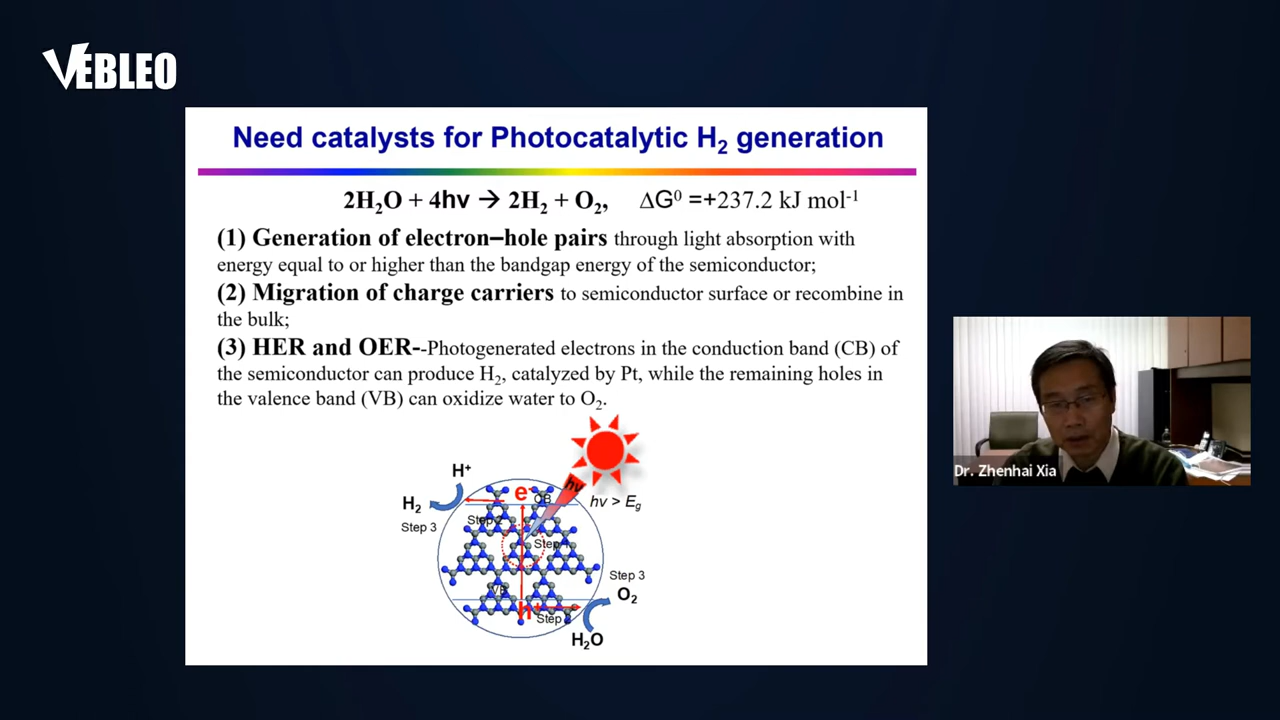 VEBLEO
Need catalysts for Photocatalytic H₂ generation
2H₂O + 4hv → 2H₂ + O₂, ΔG⁰ =+237.2 kJ mol⁻¹
(1) Generation of electron–hole pairs through light absorption with
energy equal to or higher than the bandgap energy of the semiconductor;
(2) Migration of charge carriers to semiconductor surface or recombine in
the bulk;
(3) HER and OER--Photogenerated electrons in the conduction band (CB) of
the semiconductor can produce H₂, catalyzed by Pt, while the remaining holes in
the valence band (VB) can oxidize water to O₂.
H⁺
H₂
Step 3
e⁻
CB
hv
hv > Eg
Step 2
Step
VB
h⁺
Step
Step 3
O₂
H₂O
Dr. Zhenhai Xia